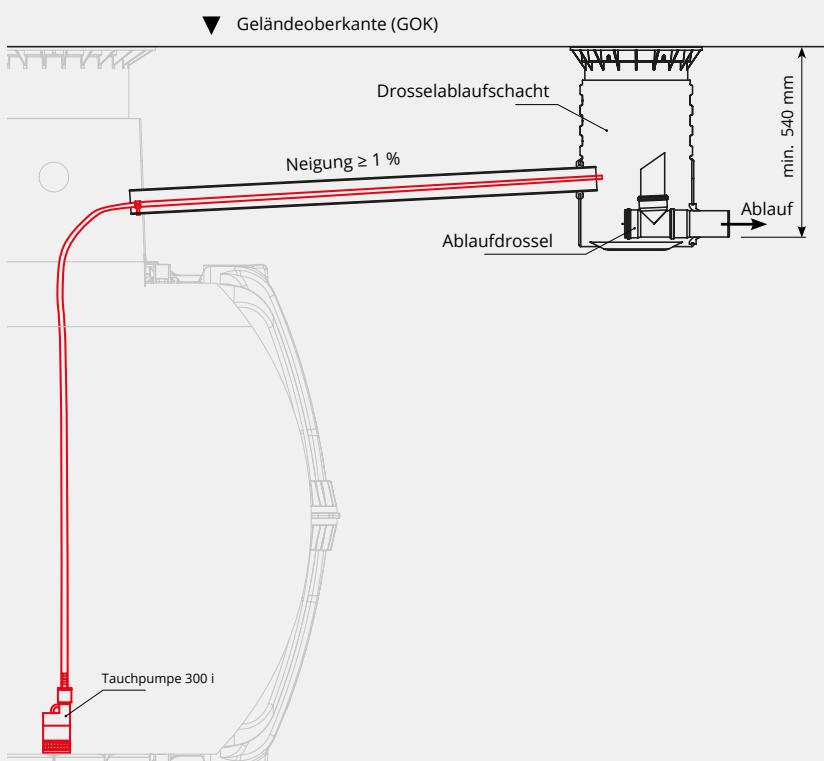 Geländeoberkante (GOK)
Drosselablaufschacht
min. 540 mm
Neigung ≥ 1 %
Ablauf
Ablaufdrossel
Tauchpumpe 300 i